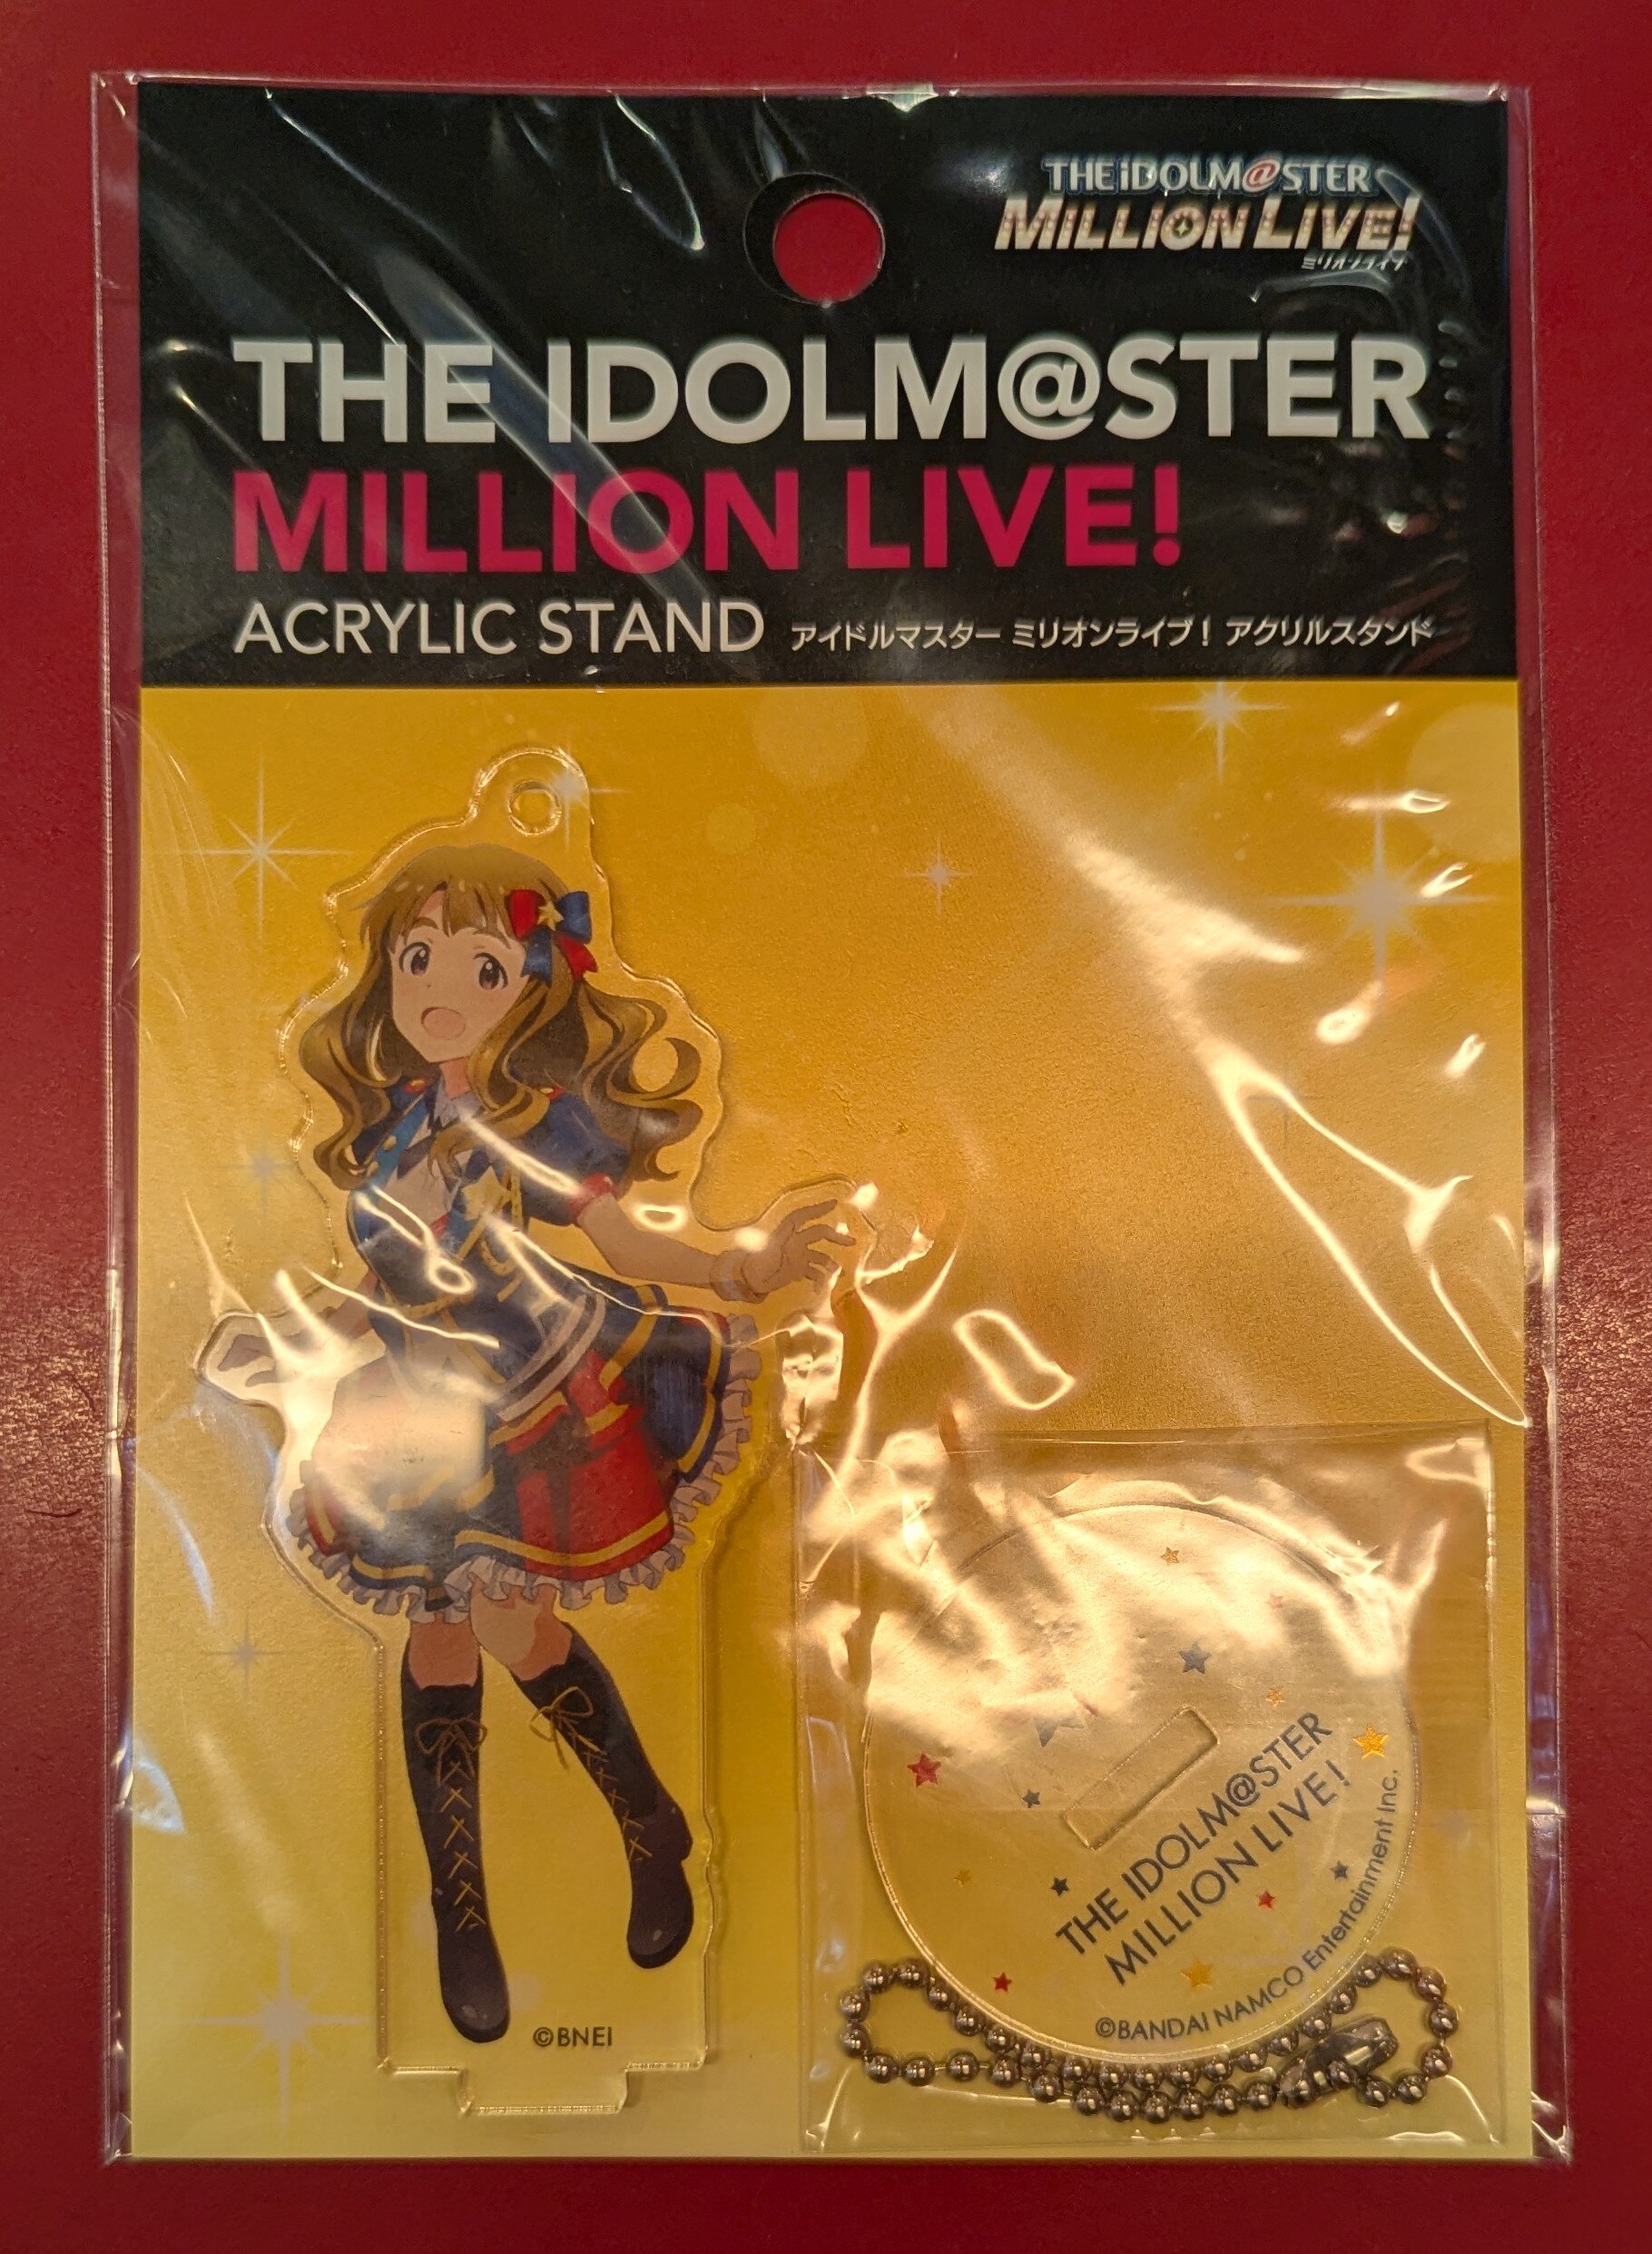 THE iDOLM@STER
MILLION LIVE!
ミリオンライブ
THE IDOLM@STER
MILLION LIVE!
ACRYLIC STAND アイドルマスター ミリオンライブ! アクリルスタンド
THE IDOLM@STER
MILLION LIVE!
©BANDAI NAMCO Entertainment Inc.
©BNEI